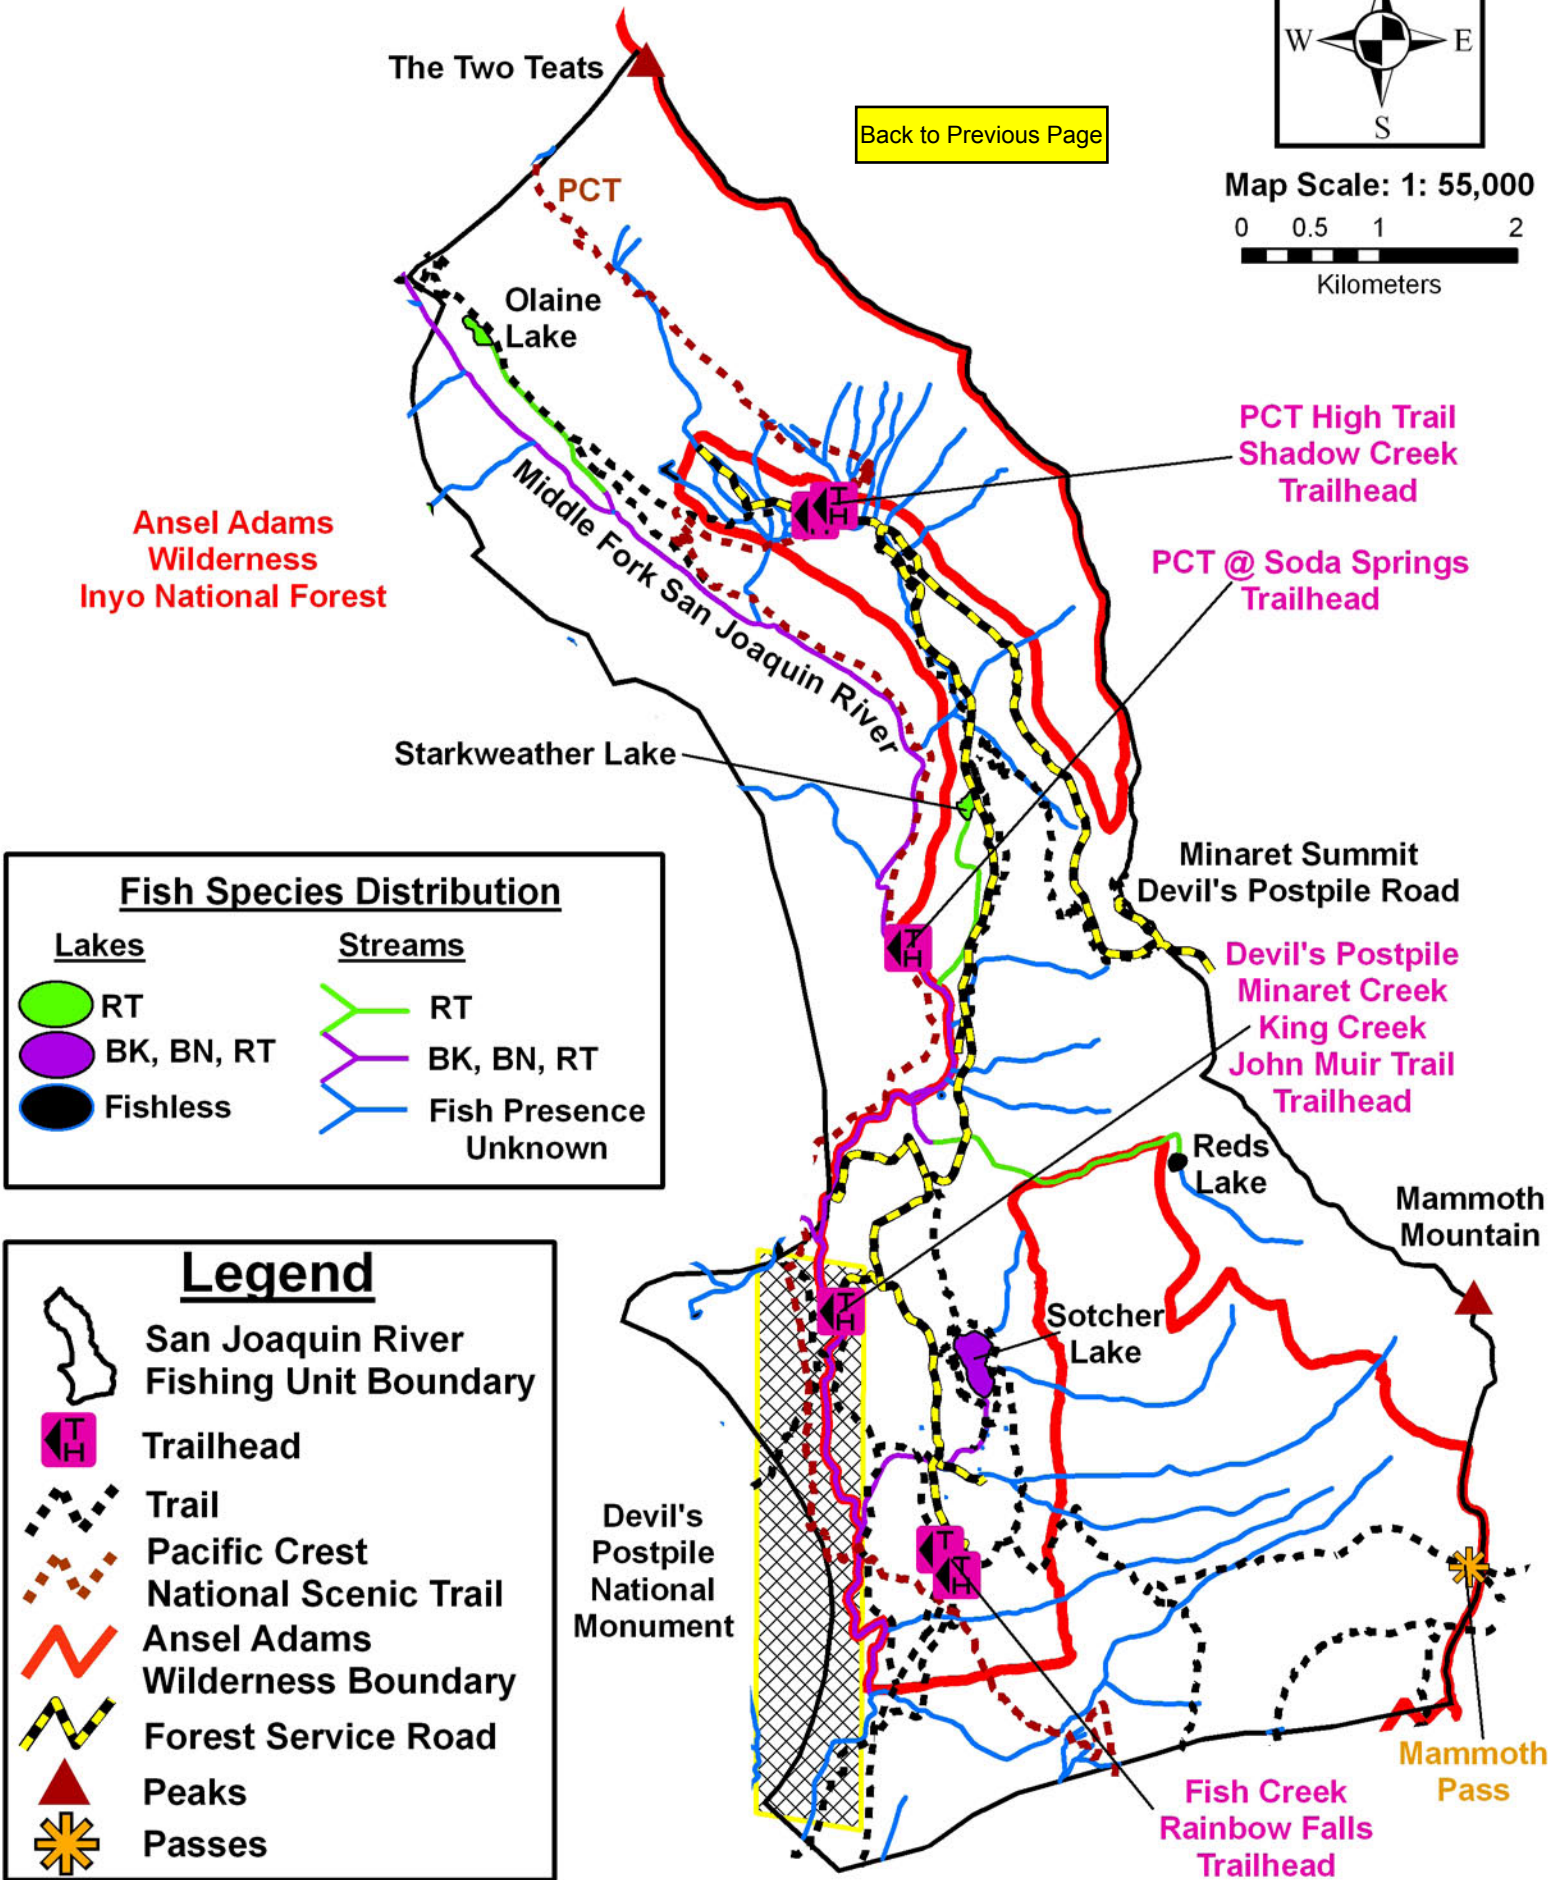 The Two Teats
Back to Previous Page
W
E
S
Map Scale: 1: 55,000
0 0.5 1 2
Kilometers
PCT
Olaine
Lake
PCT High Trail
Shadow Creek
Trailhead
T
H
Ansel Adams
Wilderness
Inyo National Forest
Middle Fork San Joaquin River
PCT @ Soda Springs
Trailhead
Starkweather Lake
Minaret Summit
Devil's Postpile Road
T
H
Devil's Postpile
Minaret Creek
King Creek
John Muir Trail
Trailhead
Fish Species Distribution
Lakes
Streams
RT
RT
BK, BN, RT
BK, BN, RT
Fishless
Fish Presence
Unknown
Reds
Lake
Mammoth
Mountain
T
H
Sotcher
Lake
Legend
San Joaquin River
Fishing Unit Boundary
T
H
Trailhead
Trail
Pacific Crest
National Scenic Trail
Ansel Adams
Wilderness Boundary
Forest Service Road
Peaks
Passes
Devil's
Postpile
National
Monument
T
T
H
Mammoth
Pass
Fish Creek
Rainbow Falls
Trailhead